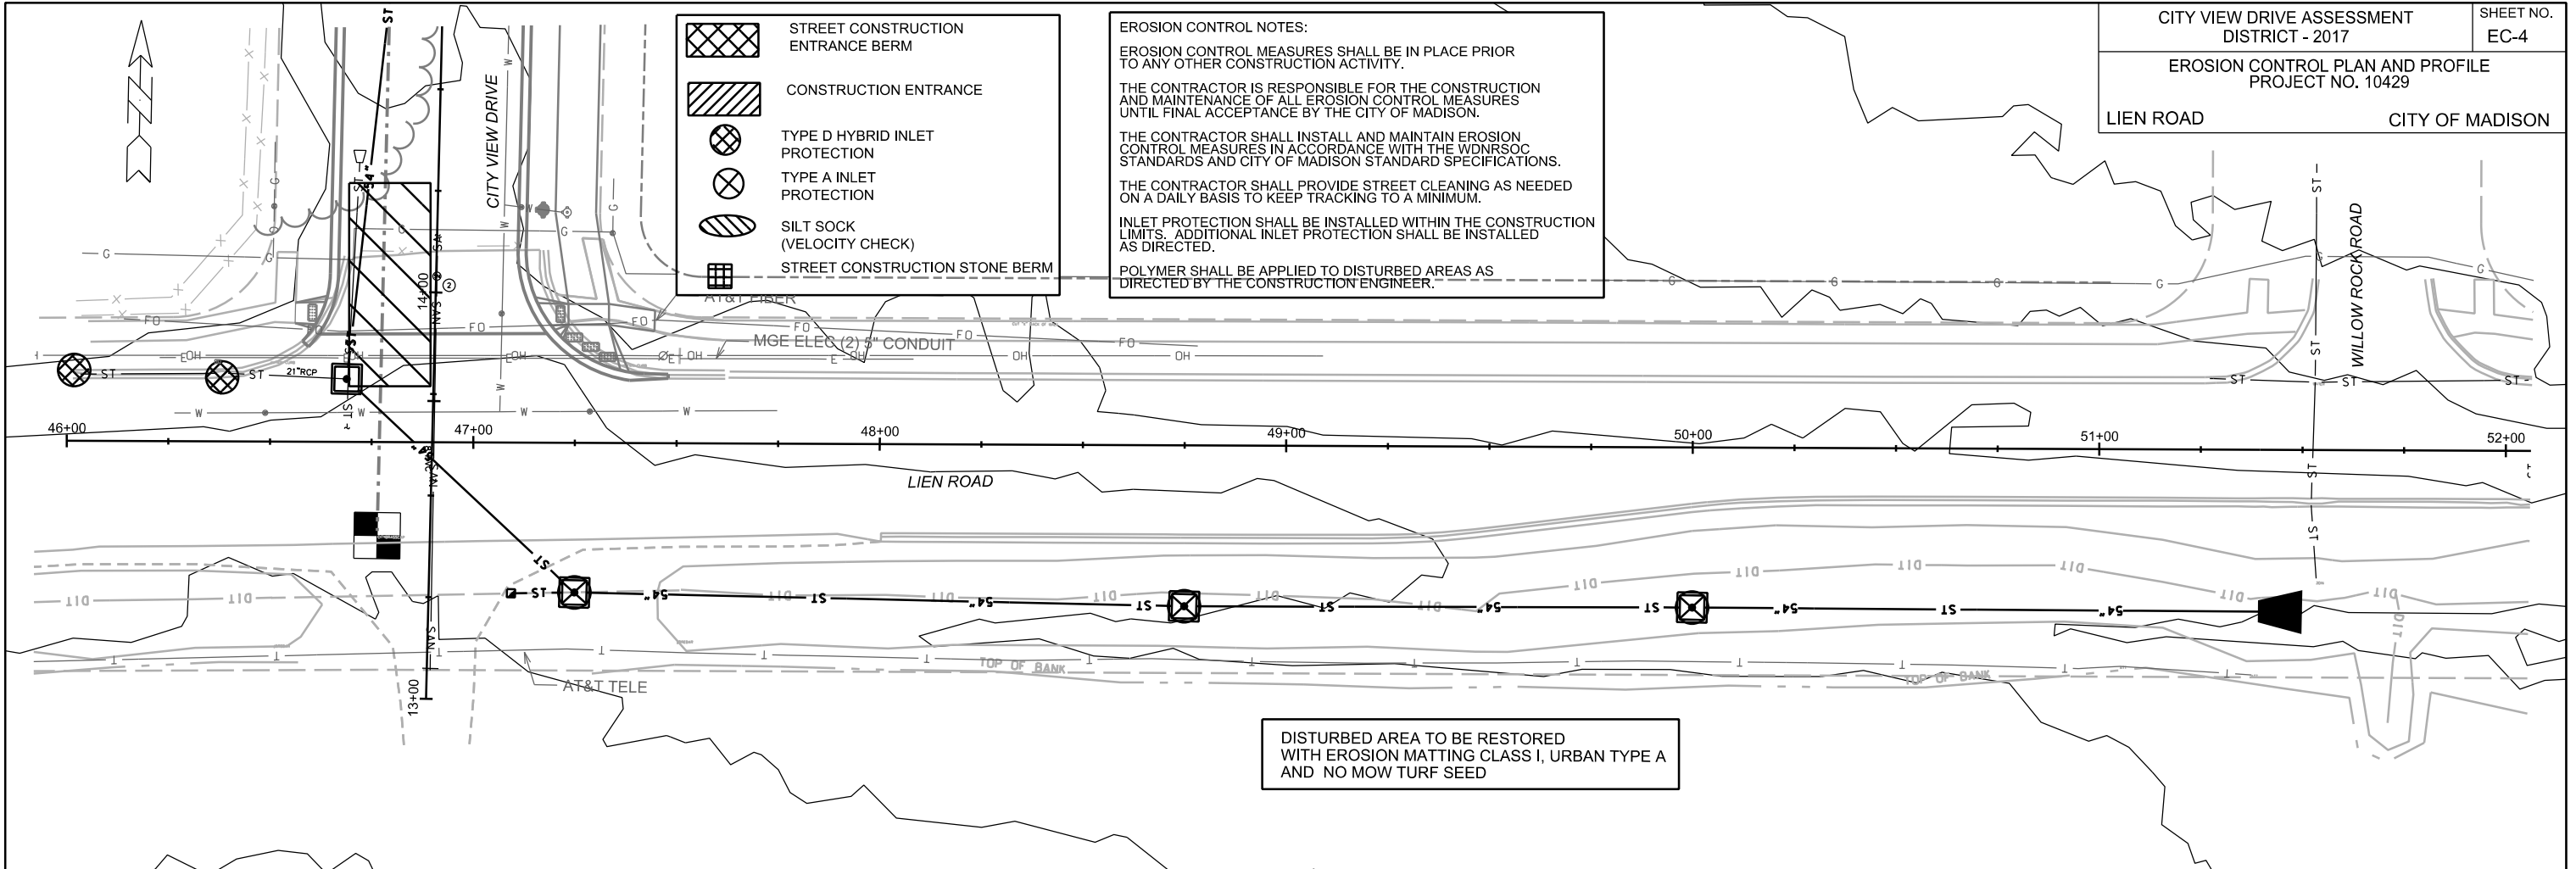 CITY VIEW DRIVE ASSESSMENT
DISTRICT - 2017
SHEET NO.
EC-4
EROSION CONTROL PLAN AND PROFILE
PROJECT NO. 10429
LIEN ROAD
CITY OF MADISON
STREET CONSTRUCTION
ENTRANCE BERM
CONSTRUCTION ENTRANCE
TYPE D HYBRID INLET
PROTECTION
TYPE A INLET
PROTECTION
SILT SOCK
(VELOCITY CHECK)
STREET CONSTRUCTION STONE BERM
EROSION CONTROL NOTES:
EROSION CONTROL MEASURES SHALL BE IN PLACE PRIOR
TO ANY OTHER CONSTRUCTION ACTIVITY.
THE CONTRACTOR IS RESPONSIBLE FOR THE CONSTRUCTION
AND MAINTENANCE OF ALL EROSION CONTROL MEASURES
UNTIL FINAL ACCEPTANCE BY THE CITY OF MADISON.
THE CONTRACTOR SHALL INSTALL AND MAINTAIN EROSION
CONTROL MEASURES IN ACCORDANCE WITH THE WDNRSOC
STANDARDS AND CITY OF MADISON STANDARD SPECIFICATIONS.
THE CONTRACTOR SHALL PROVIDE STREET CLEANING AS NEEDED
ON A DAILY BASIS TO KEEP TRACKING TO A MINIMUM.
INLET PROTECTION SHALL BE INSTALLED WITHIN THE CONSTRUCTION
LIMITS. ADDITIONAL INLET PROTECTION SHALL BE INSTALLED
AS DIRECTED.
POLYMER SHALL BE APPLIED TO DISTURBED AREAS AS
DIRECTED BY THE CONSTRUCTION ENGINEER.
CITY VIEW DRIVE
WILLOW ROCK ROAD
AT&T FIBER
MGE ELEC (2) 5" CONDUIT
21"RCP
14+00
46+00
47+00
48+00
49+00
50+00
51+00
52+00
LIEN ROAD
54"
54"
54"
54"
54"
54"
TOP OF BANK
TOP OF BANK
AT&T TELE
13+00
DISTURBED AREA TO BE RESTORED
WITH EROSION MATTING CLASS I, URBAN TYPE A
AND NO MOW TURF SEED